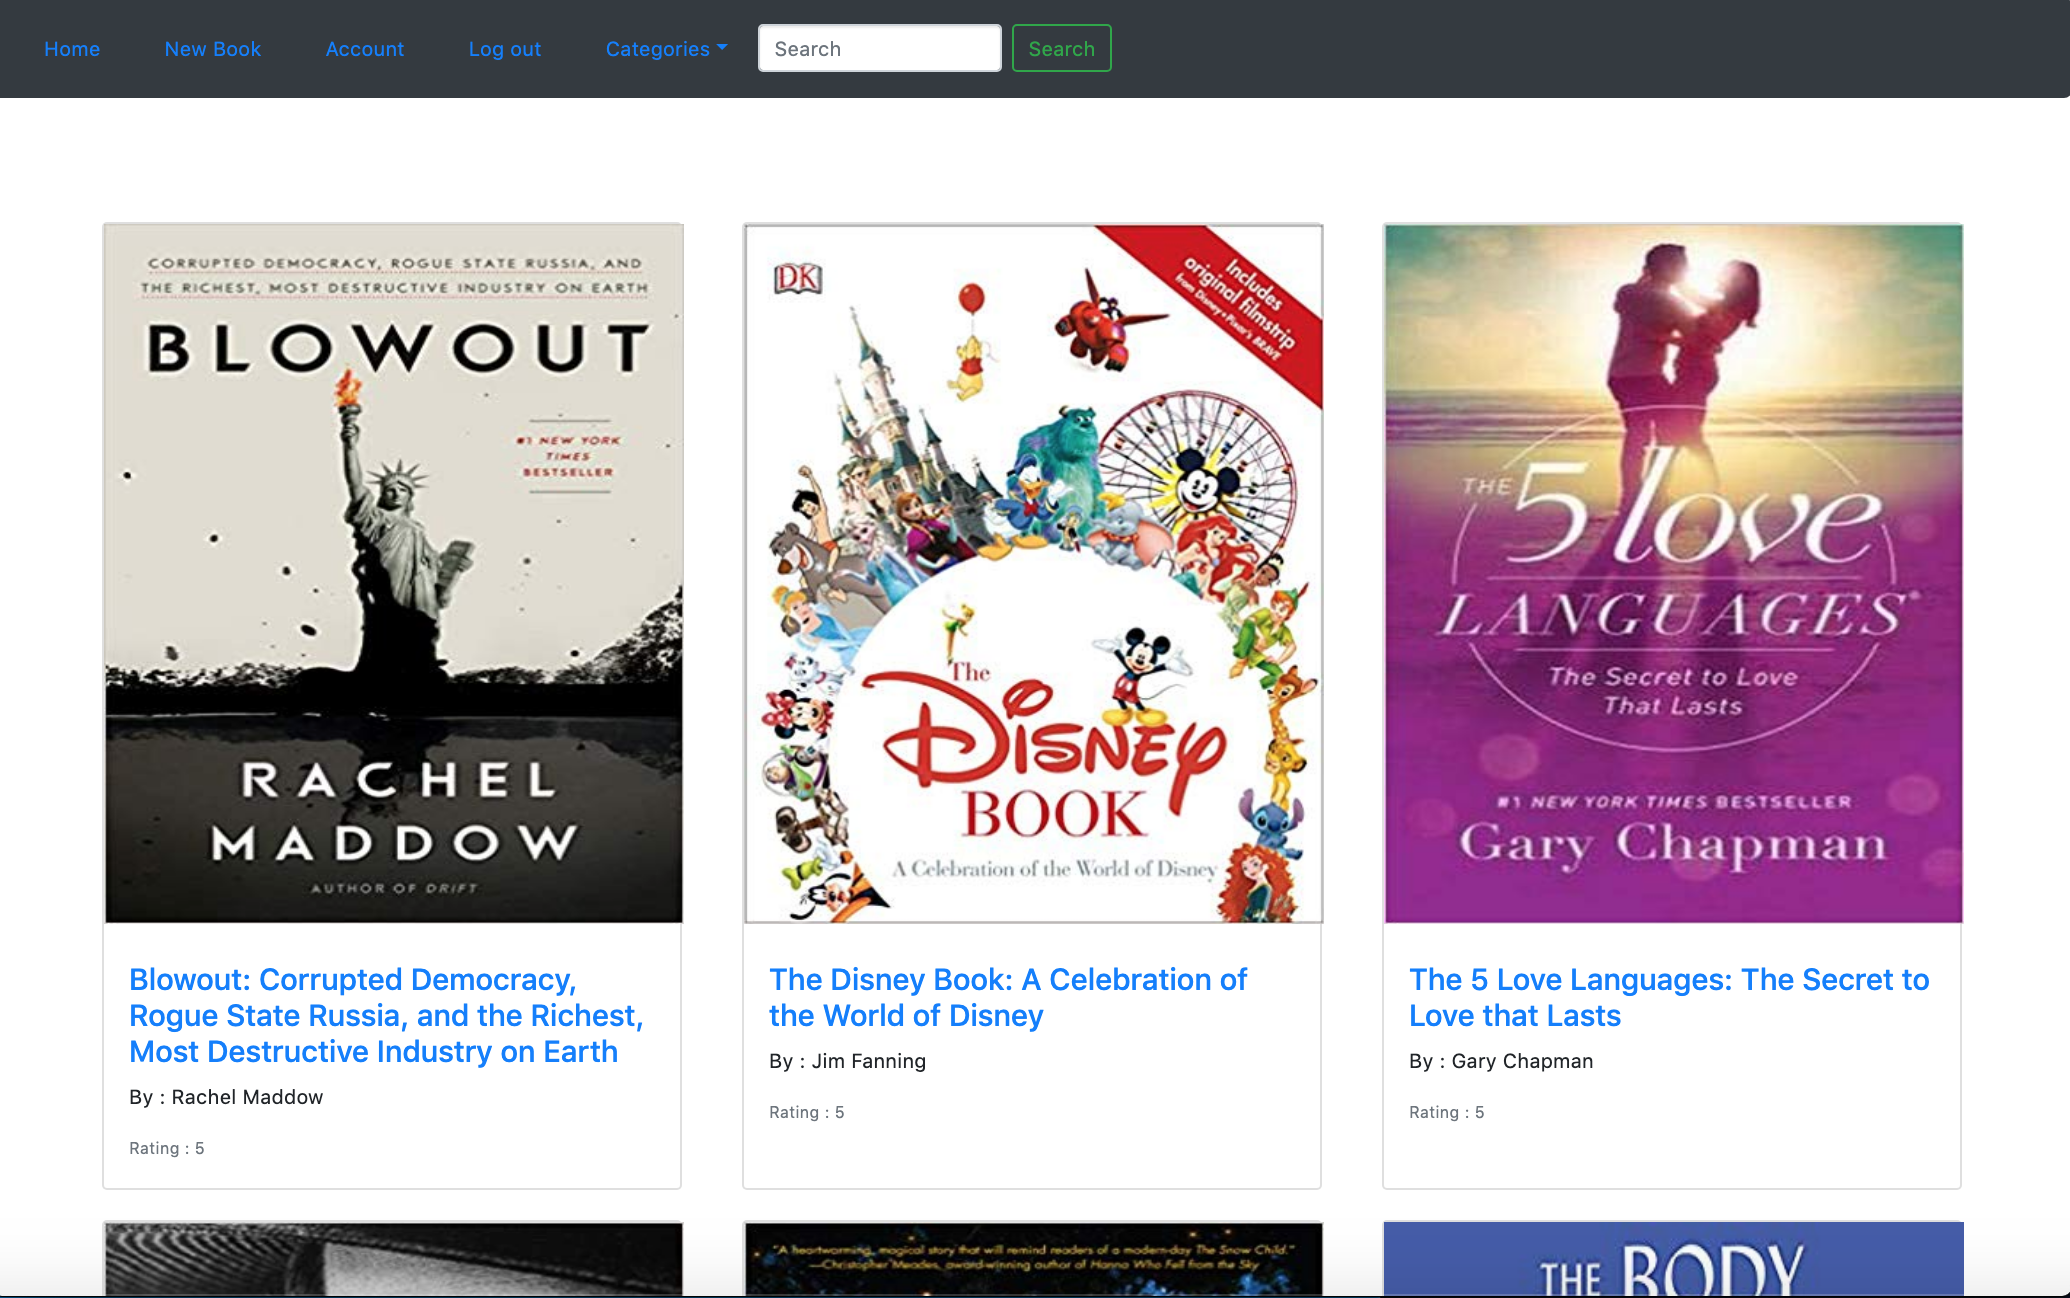 Home
New Book
Account
Log out
Categories
Search
Search
CORRUPTED DEMOCRACY, ROGUE STATE RUSSIA, AND
THE RICHEST, MOST DESTRUCTIVE INDUSTRY ON EARTH
BLOWOUT
#1 NEW YORK
TIMES
BESTSELLER
RACHEL
MADDOW
AUTHOR OF DRIFT
Blowout: Corrupted Democracy,
Rogue State Russia, and the Richest,
Most Destructive Industry on Earth
By : Rachel Maddow
Rating : 5
DK
Includes
original filmstrip
from Disney•Pixar's BRAVE
The
DISNEY
BOOK
A Celebration of the World of Disney
The Disney Book: A Celebration of
the World of Disney
By : Jim Fanning
Rating : 5
THE
5 love
LANGUAGES®
The Secret to Love
That Lasts
#1 NEW YORK TIMES BESTSELLER
Gary Chapman
The 5 Love Languages: The Secret to
Love that Lasts
By : Gary Chapman
Rating : 5
"A heartwarming, magical story that will remind readers of a modern-day The Snow Child."
—Christopher Meades, award-winning author of Hanna Who Fell from the Sky
THE BODY